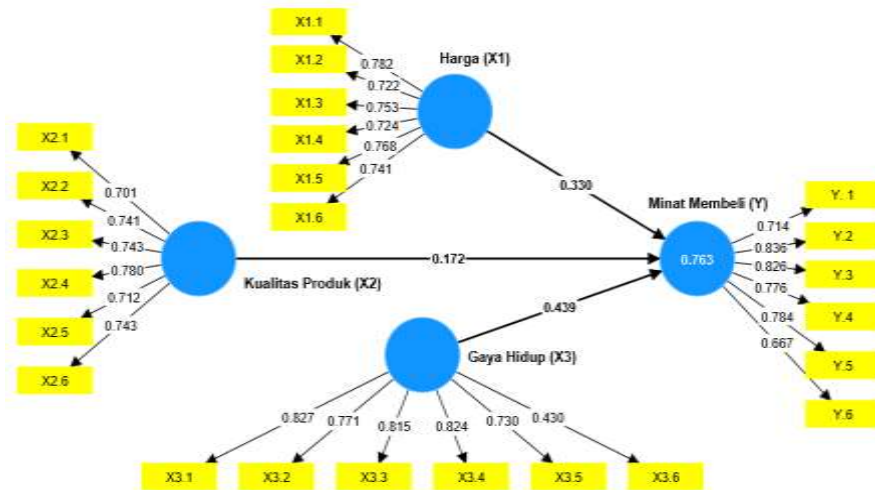 X1.1
X1.2
X1.3
X1.4
X1.5
X1.6
0.782
0.722
0.753
0.724
0.768
0.741
Harga (X1)
0.330
X2.1
X2.2
X2.3
X2.4
X2.5
X2.6
0.701
0.741
0.743
0.780
0.712
0.743
Kualitas Produk (X2)
0.172
Minat Membeli (Y)
0.763
0.714
0.836
0.826
0.776
0.784
0.667
Y. 1
Y.2
Y.3
Y.4
Y.5
Y.6
0.439
Gaya Hidup (X3)
0.827
0.771
0.815
0.824
0.730
0.430
X3.1
X3.2
X3.3
X3.4
X3.5
X3.6